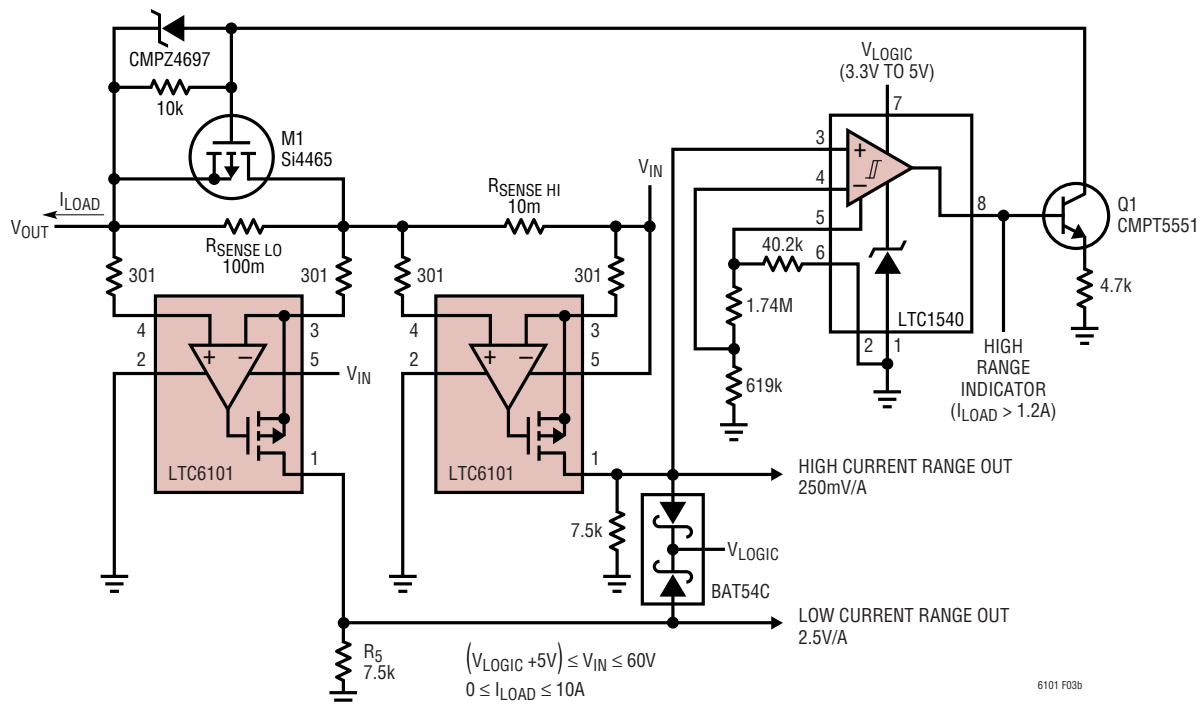 CMPZ4697
10k
M1
Si4465
VLOGIC
(3.3V TO 5V)
7
3
4
5
6
8
2
1
40.2k
1.74M
619k
LTC1540
Q1
CMPT5551
4.7k
HIGH
RANGE
INDICATOR
(ILOAD > 1.2A)
VIN
ILOAD
VOUT
RSENSE LO
100m
RSENSE HI
10m
301
301
301
301
4
3
2
5
+
–
VIN
1
LTC6101
4
3
2
5
+
–
1
LTC6101
+
–
HIGH CURRENT RANGE OUT
250mV/A
7.5k
VLOGIC
BAT54C
LOW CURRENT RANGE OUT
2.5V/A
R5
7.5k
(VLOGIC +5V) ≤ VIN ≤ 60V
0 ≤ ILOAD ≤ 10A
6101 F03b